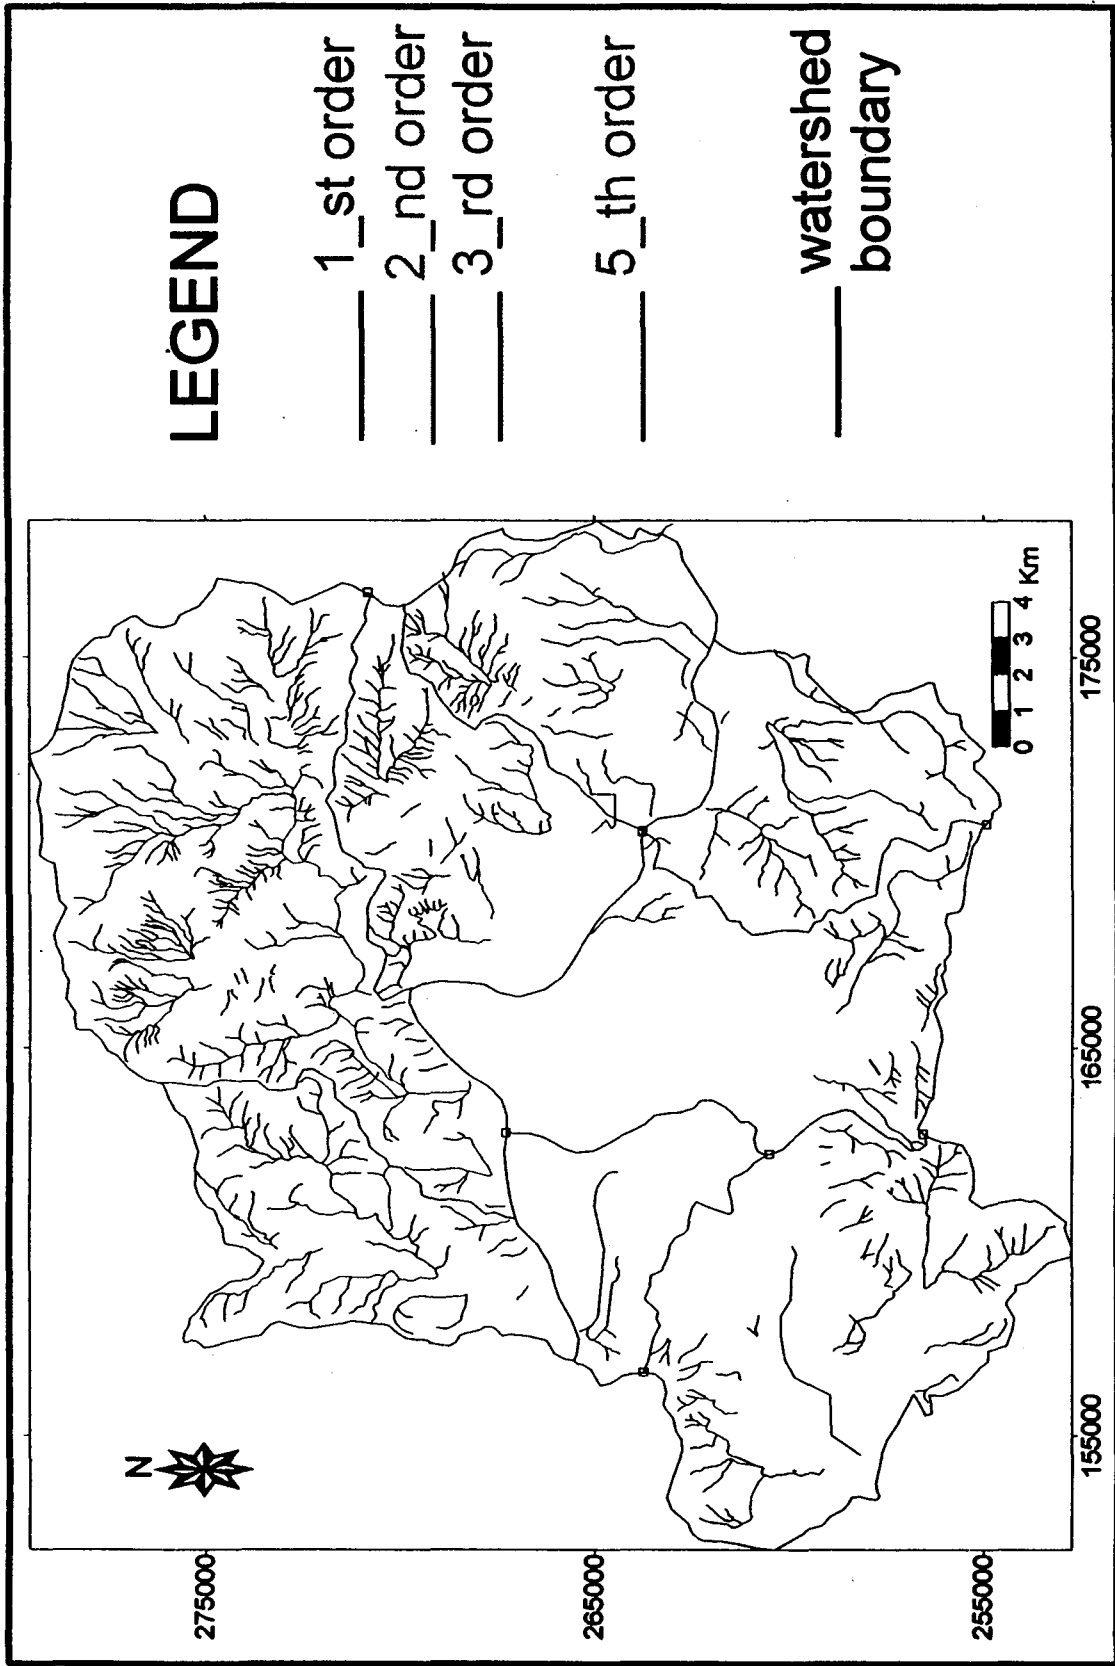 N
275000
265000
255000
155000
165000
175000
0 1 2 3 4 Km
LEGEND
1_st order
2_nd order
3_rd order
5_th order
watershed
boundary